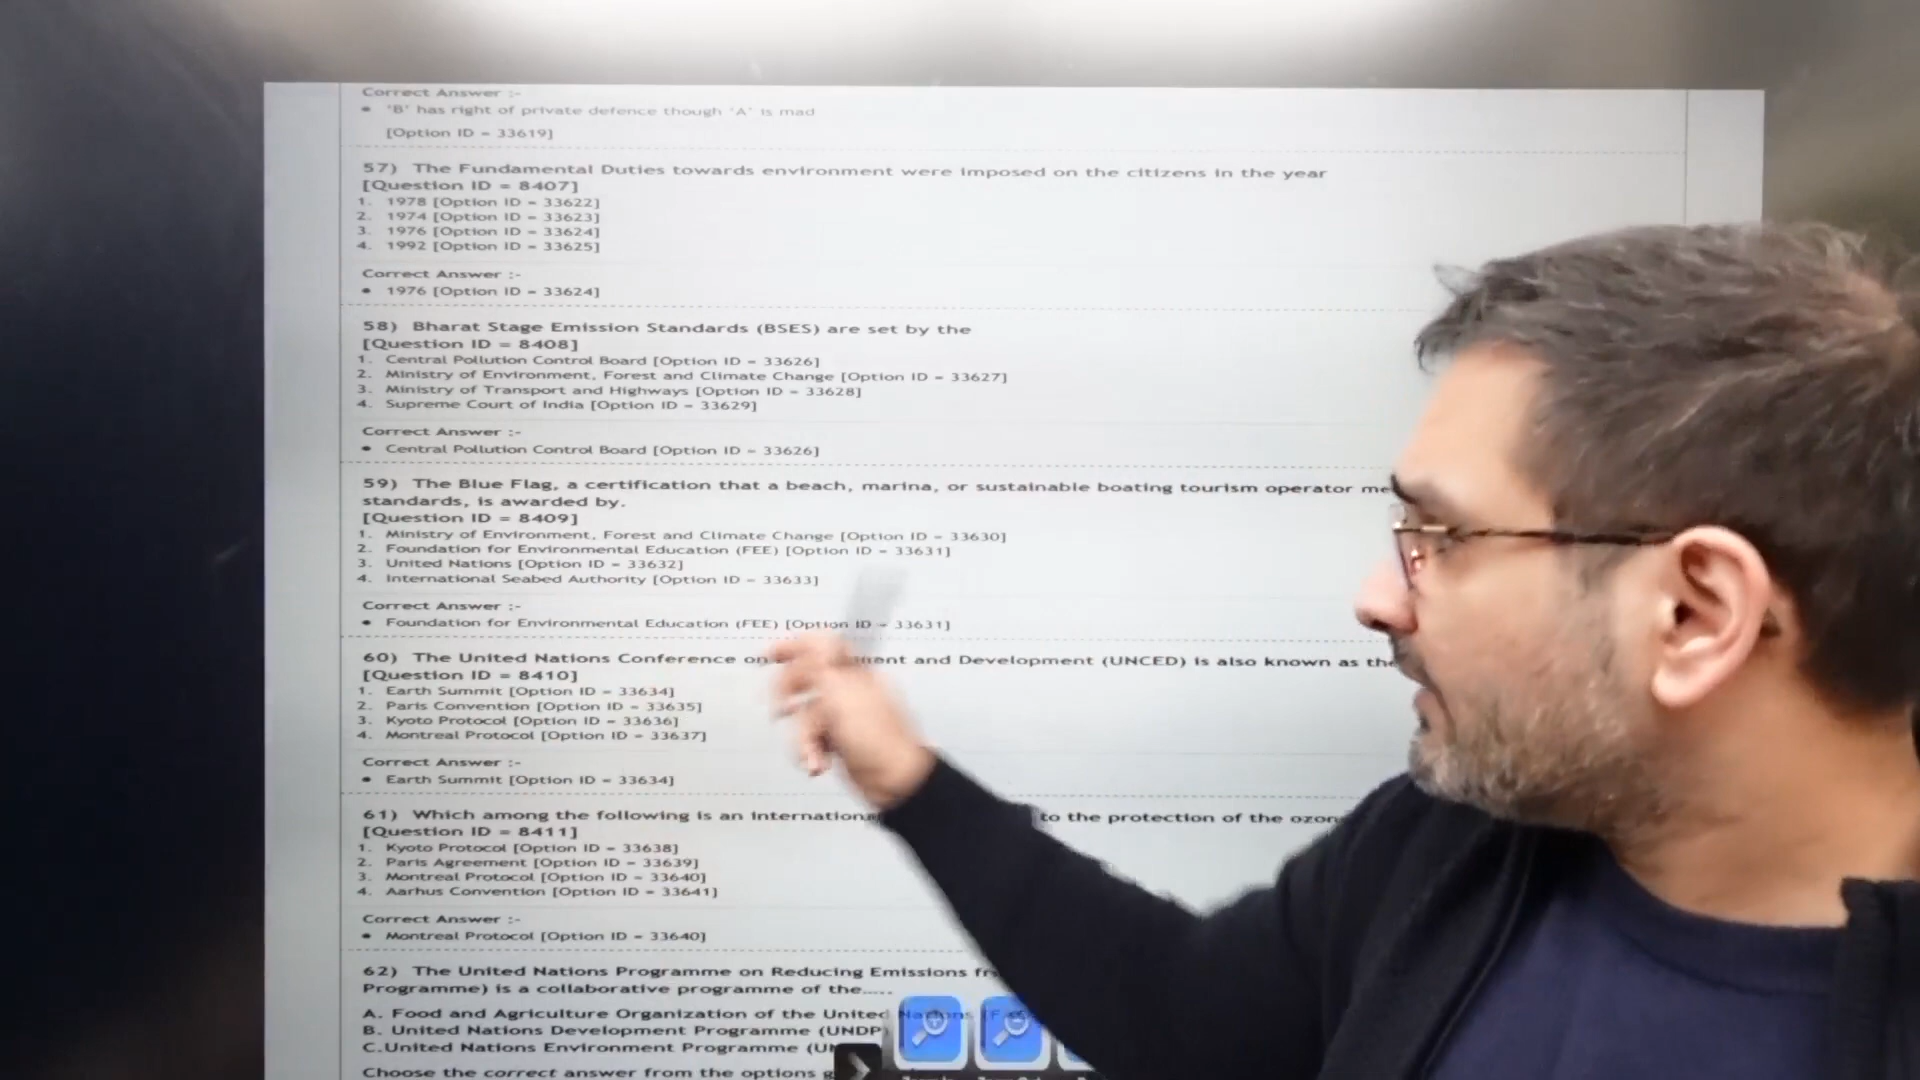 Correct Answer :-
• 'B' has right of private defence though 'A' is mad
[Option ID = 33619]
57) The Fundamental Duties towards environment were imposed on the citizens in the year
[Question ID = 8407]
1. 1978 [Option ID = 33622]
2. 1974 [Option ID = 33623]
3. 1976 [Option ID = 33624]
4. 1992 [Option ID = 33625]
Correct Answer :-
• 1976 [Option ID = 33624]
58) Bharat Stage Emission Standards (BSES) are set by the
[Question ID = 8408]
1. Central Pollution Control Board [Option ID = 33626]
2. Ministry of Environment, Forest and Climate Change [Option ID = 33627]
3. Ministry of Transport and Highways [Option ID = 33628]
4. Supreme Court of India [Option ID = 33629]
Correct Answer :-
• Central Pollution Control Board [Option ID = 33626]
59) The Blue Flag, a certification that a beach, marina, or sustainable boating tourism operator
standards, is awarded by.
[Question ID = 8409]
1. Ministry of Environment, Forest and Climate Change [Option ID = 33630]
2. Foundation for Environmental Education (FEE) [Option ID = 33631]
3. United Nations [Option ID = 33632]
4. International Seabed Authority [Option ID = 33633]
Correct Answer :-
• Foundation for Environmental Education (FEE) [Option ID = 33631]
60) The United Nations Conference on and Development (UNCED) is also known as the
[Question ID = 8410]
1. Earth Summit [Option ID = 33634]
2. Paris Convention [Option ID = 33635]
3. Kyoto Protocol [Option ID = 33636]
4. Montreal Protocol [Option ID = 33637]
Correct Answer :-
• Earth Summit [Option ID = 33634]
61) Which among the following is an to the protection of the
[Question ID = 8411]
1. Kyoto Protocol [Option ID = 33638]
2. Paris Agreement [Option ID = 33639]
3. Montreal Protocol [Option ID = 33640]
4. Aarhus Convention [Option ID = 33641]
Correct Answer :-
• Montreal Protocol [Option ID = 33640]
62) The United Nations Programme on Reducing Emissions
Programme) is a collaborative programme of the.....
A. Food and Agriculture Organization of the United Nations
B. United Nations Development Programme (UNDP)
C.United Nations Environment Programme
Choose the correct answer from the options